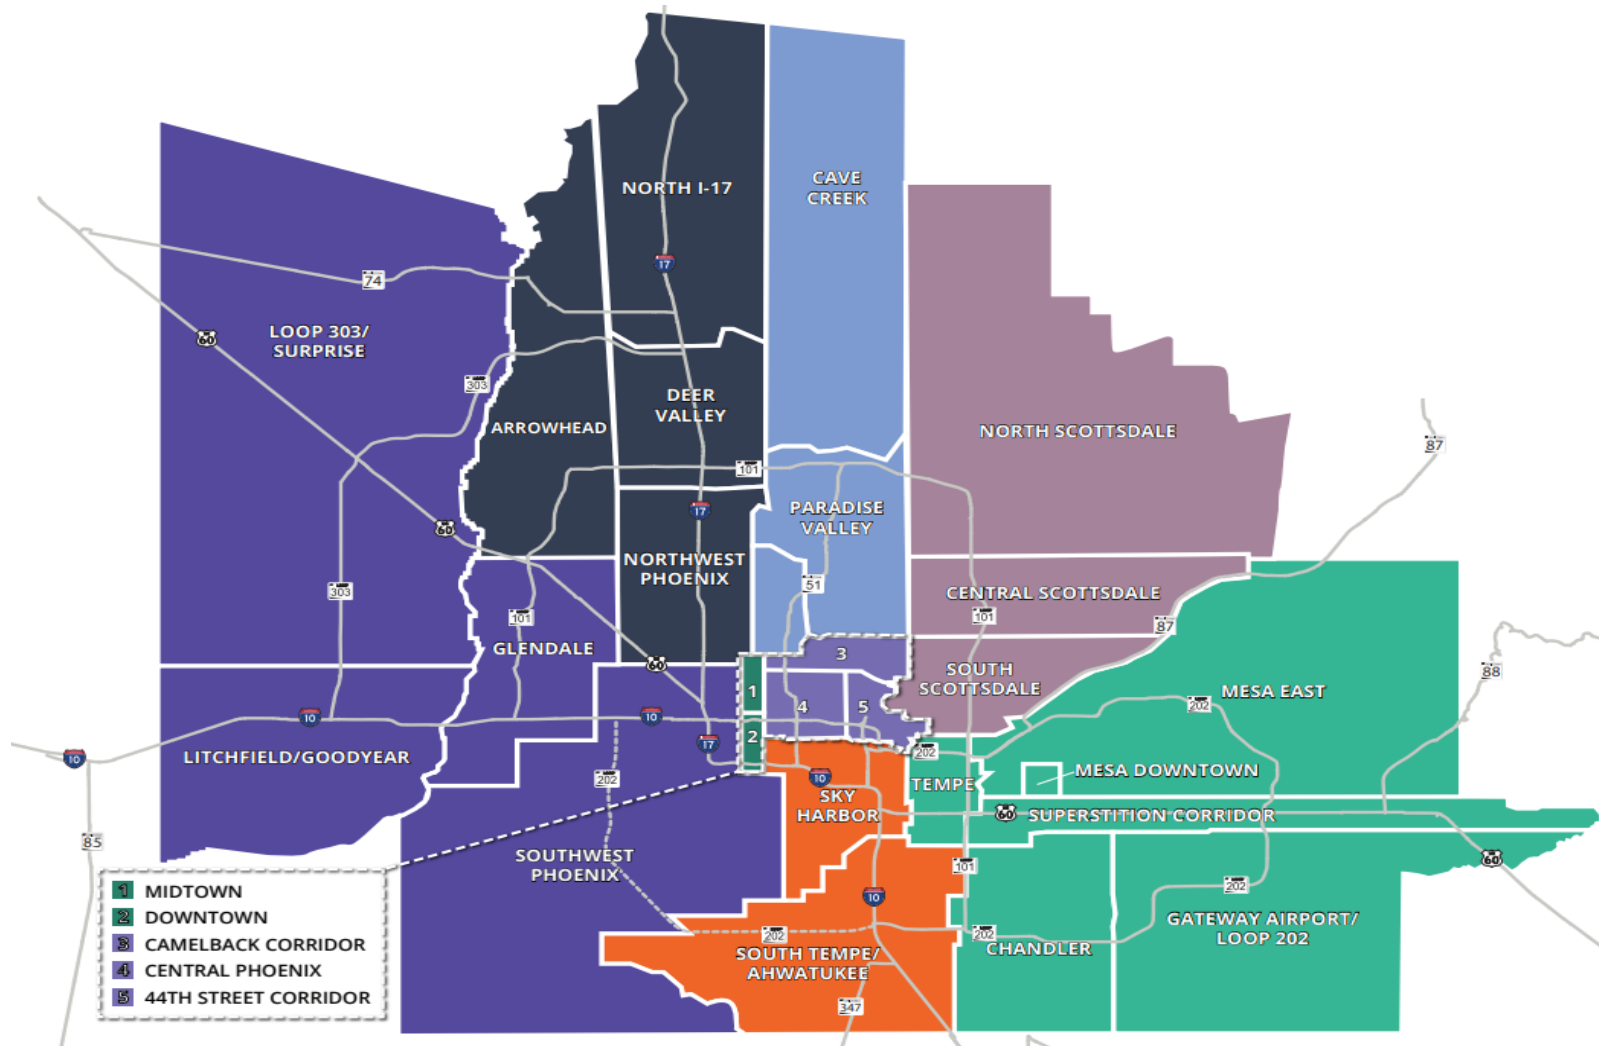 NORTH I-17
CAVE
CREEK
17
74
LOOP 303/
SURPRISE
60
303
DEER
VALLEY
ARROWHEAD
NORTH SCOTTSDALE
87
101
17
PARADISE
VALLEY
60
NORTHWEST
PHOENIX
51
303
101
CENTRAL SCOTTSDALE
101
87
GLENDALE
60
3
SOUTH
SCOTTSDALE
88
1
MESA EAST
202
4
5
10
10
2
17
LITCHFIELD/GOODYEAR
10
202
202
10
TEMPE
MESA DOWNTOWN
SKY
HARBOR
60
SUPERSTITION CORRIDOR
85
SOUTHWEST
PHOENIX
101
60
202
10
1 MIDTOWN
2 DOWNTOWN
3 CAMELBACK CORRIDOR
4 CENTRAL PHOENIX
5 44TH STREET CORRIDOR
202
202
GATEWAY AIRPORT/
LOOP 202
CHANDLER
SOUTH TEMPE/
AHWATUKEE
347